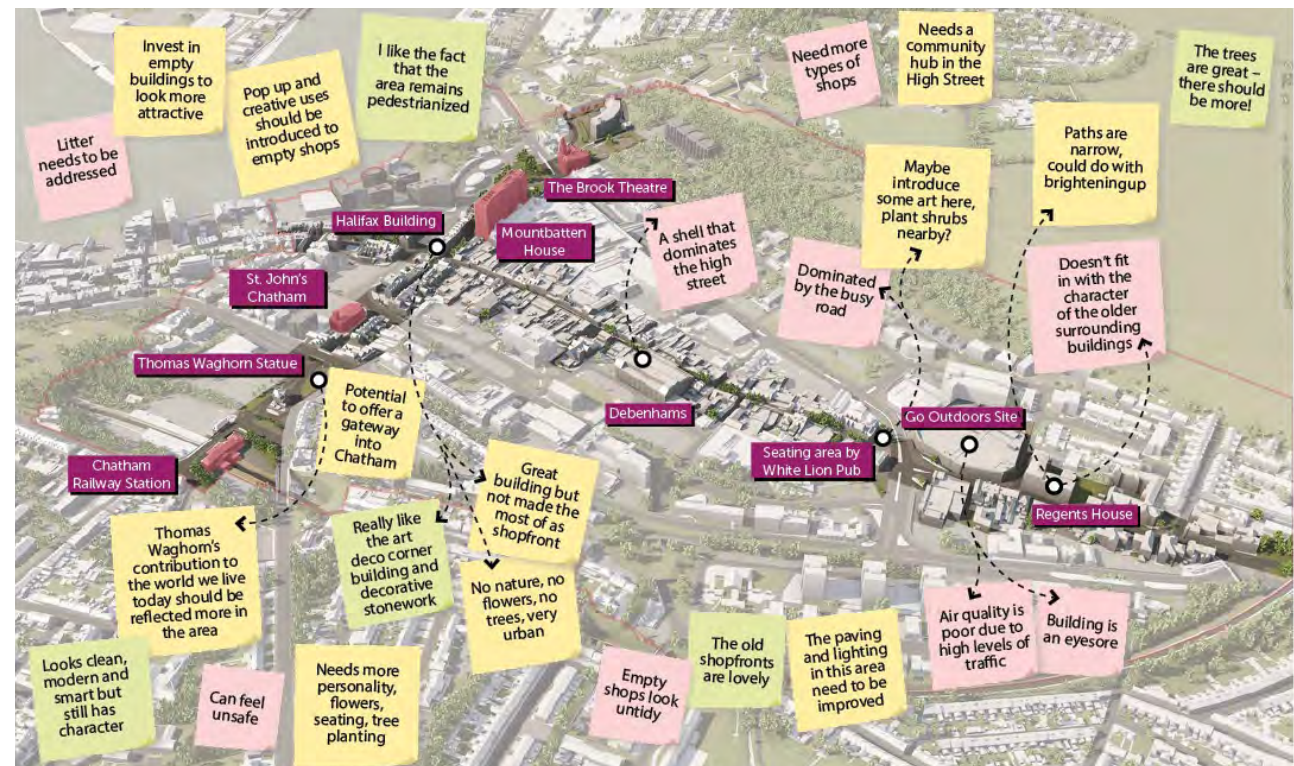 Invest in
empty
buildings to
look more
attractive
Pop up and
creative uses
should be
introduced to
empty shops
I like the fact
that the
area remains
pedestrianized
Litter
needs to be
addressed
Need more
types of
shops
Needs a
community
hub in the
High Street
The trees
are great –
there should
be more!
Paths are
narrow,
could do with
brighteningup
Maybe
introduce
some art here,
plant shrubs
nearby?
The Brook Theatre
Halifax Building
Mountbatten
House
A shell that
dominates
the high
street
Dominated
by the busy
road
Doesn't fit
in with the
character
of the older
surrounding
buildings
St. John's
Chatham
Thomas Waghorn Statue
Potential
to offer a
gateway
into
Chatham
Debenhams
Go Outdoors Site
Seating area by
White Lion Pub
Chatham
Railway Station
Regents House
Great
building but
not made the
most of as
shopfront
Thomas
Waghorn's
contribution to
the world we live
today should be
reflected more in
the area
Really like
the art
deco corner
building and
decorative
stonework
No nature, no
flowers, no
trees, very
urban
Air quality is
poor due to
high levels of
traffic
Building is
an eyesore
Looks clean,
modern and
smart but
still has
character
Can feel
unsafe
Needs more
personality,
flowers,
seating, tree
planting
Empty
shops look
untidy
The old
shopfronts
are lovely
The paving
and lighting
in this area
need to be
improved